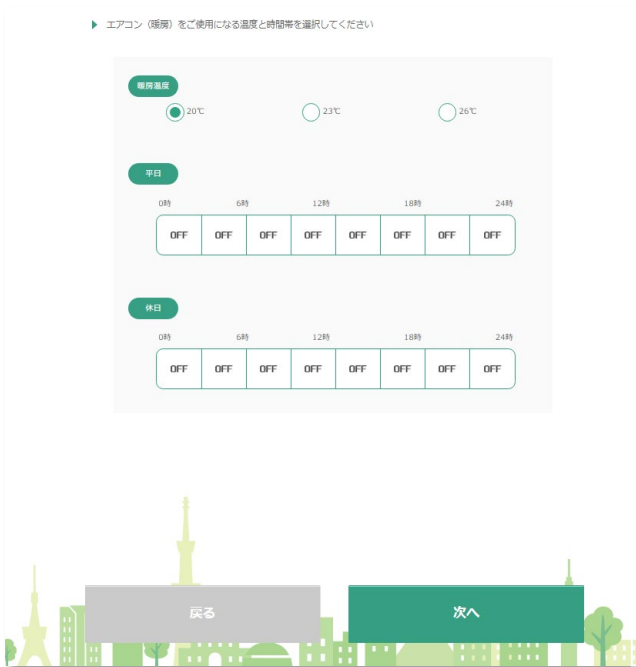 エアコン（暖房）をご使用になる温度と時間帯を選択してください
暖房温度
20℃ 23℃ 26℃
平日
0時 6時 12時 18時 24時
OFF OFF OFF OFF OFF OFF OFF OFF
休日
0時 6時 12時 18時 24時
OFF OFF OFF OFF OFF OFF OFF OFF
戻る 次へ